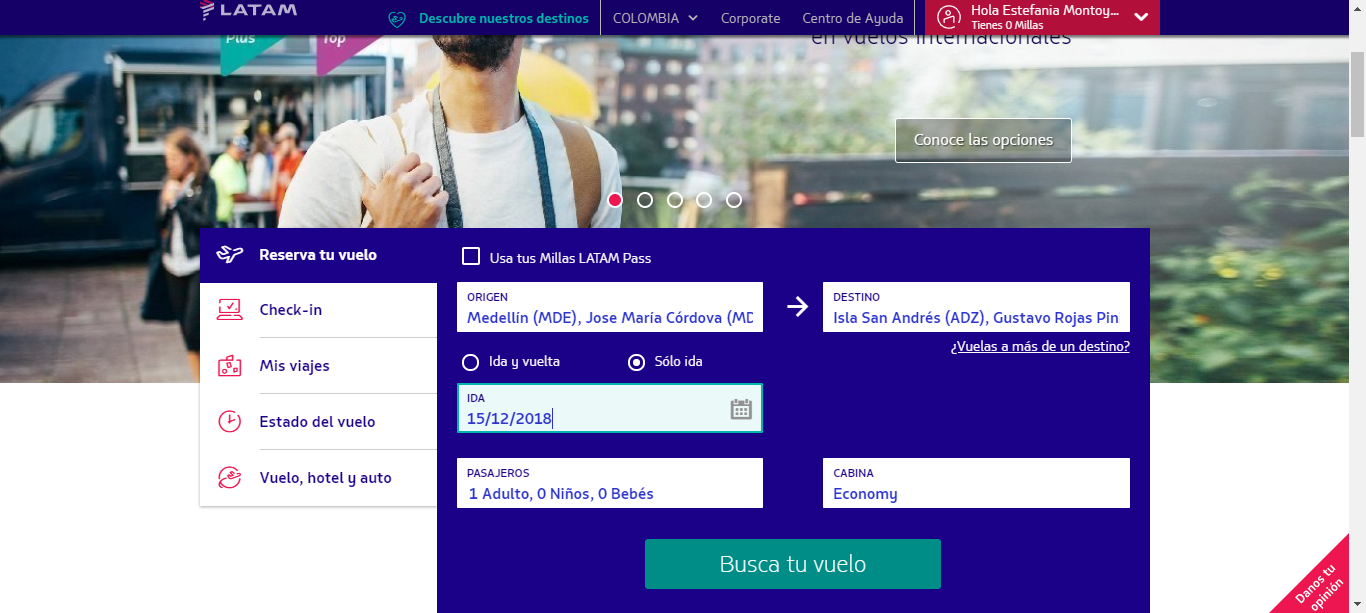 LATAM
Descubre nuestros destinos
COLOMBIA
Corporate
Centro de Ayuda
Hola Estefania Montoy...
Tienes 0 Millas
Plus
Top
en vuelos internacionales
Conoce las opciones
Reserva tu vuelo
Check-in
Mis viajes
Estado del vuelo
Vuelo, hotel y auto
Usa tus Millas LATAM Pass
ORIGEN
Medellín (MDE), Jose María Córdova (MD
DESTINO
Isla San Andrés (ADZ), Gustavo Rojas Pin
¿Vuelas a más de un destino?
Ida y vuelta
Sólo ida
IDA
15/12/2018
PASAJEROS
1 Adulto, 0 Niños, 0 Bebés
CABINA
Economy
Busca tu vuelo
Danos tu
opinión